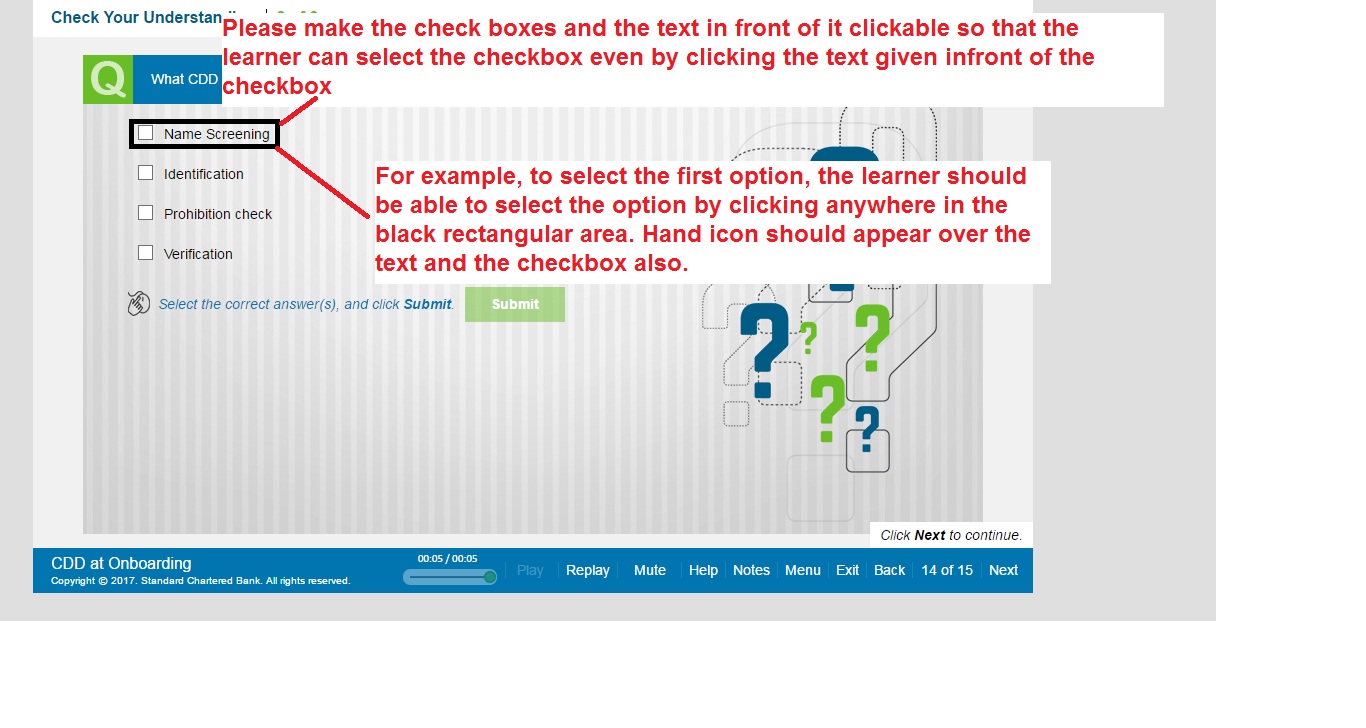 Check Your Understan
Please make the check boxes and the text in front of it clickable so that the
learner can select the checkbox even by clicking the text given infront of the
checkbox
Q
What CDD
Name Screening
Identification
Prohibition check
Verification
For example, to select the first option, the learner should
be able to select the option by clicking anywhere in the
black rectangular area. Hand icon should appear over the
text and the checkbox also.
Select the correct answer(s), and click Submit.
Submit
? ? ?
? ?
Click Next to continue.
CDD at Onboarding
Copyright © 2017. Standard Chartered Bank. All rights reserved.
00:05 / 00:05
Play Replay Mute Help Notes Menu Exit Back 14 of 15 Next